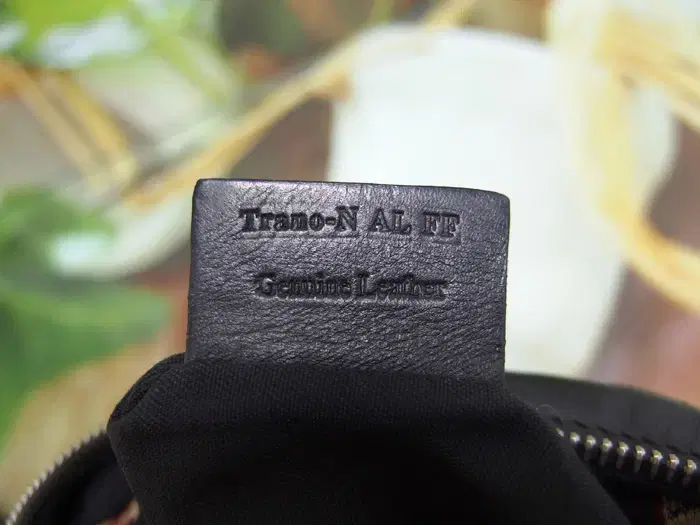 Trano-N AL FF
Genuine Leather